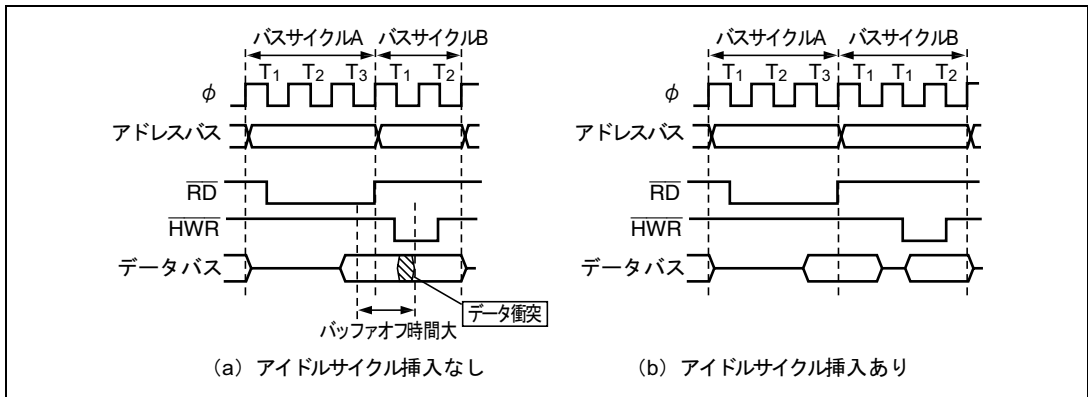 バスサイクルA バスサイクルB
T1 T2 T3 T1 T2
φ
アドレスバス
RD
HWR
データバス
データ衝突
バッファオフ時間大
(a) アイドルサイクル挿入なし
バスサイクルA バスサイクルB
T1 T2 T3 T1 T1 T2
φ
アドレスバス
RD
HWR
データバス
(b) アイドルサイクル挿入あり